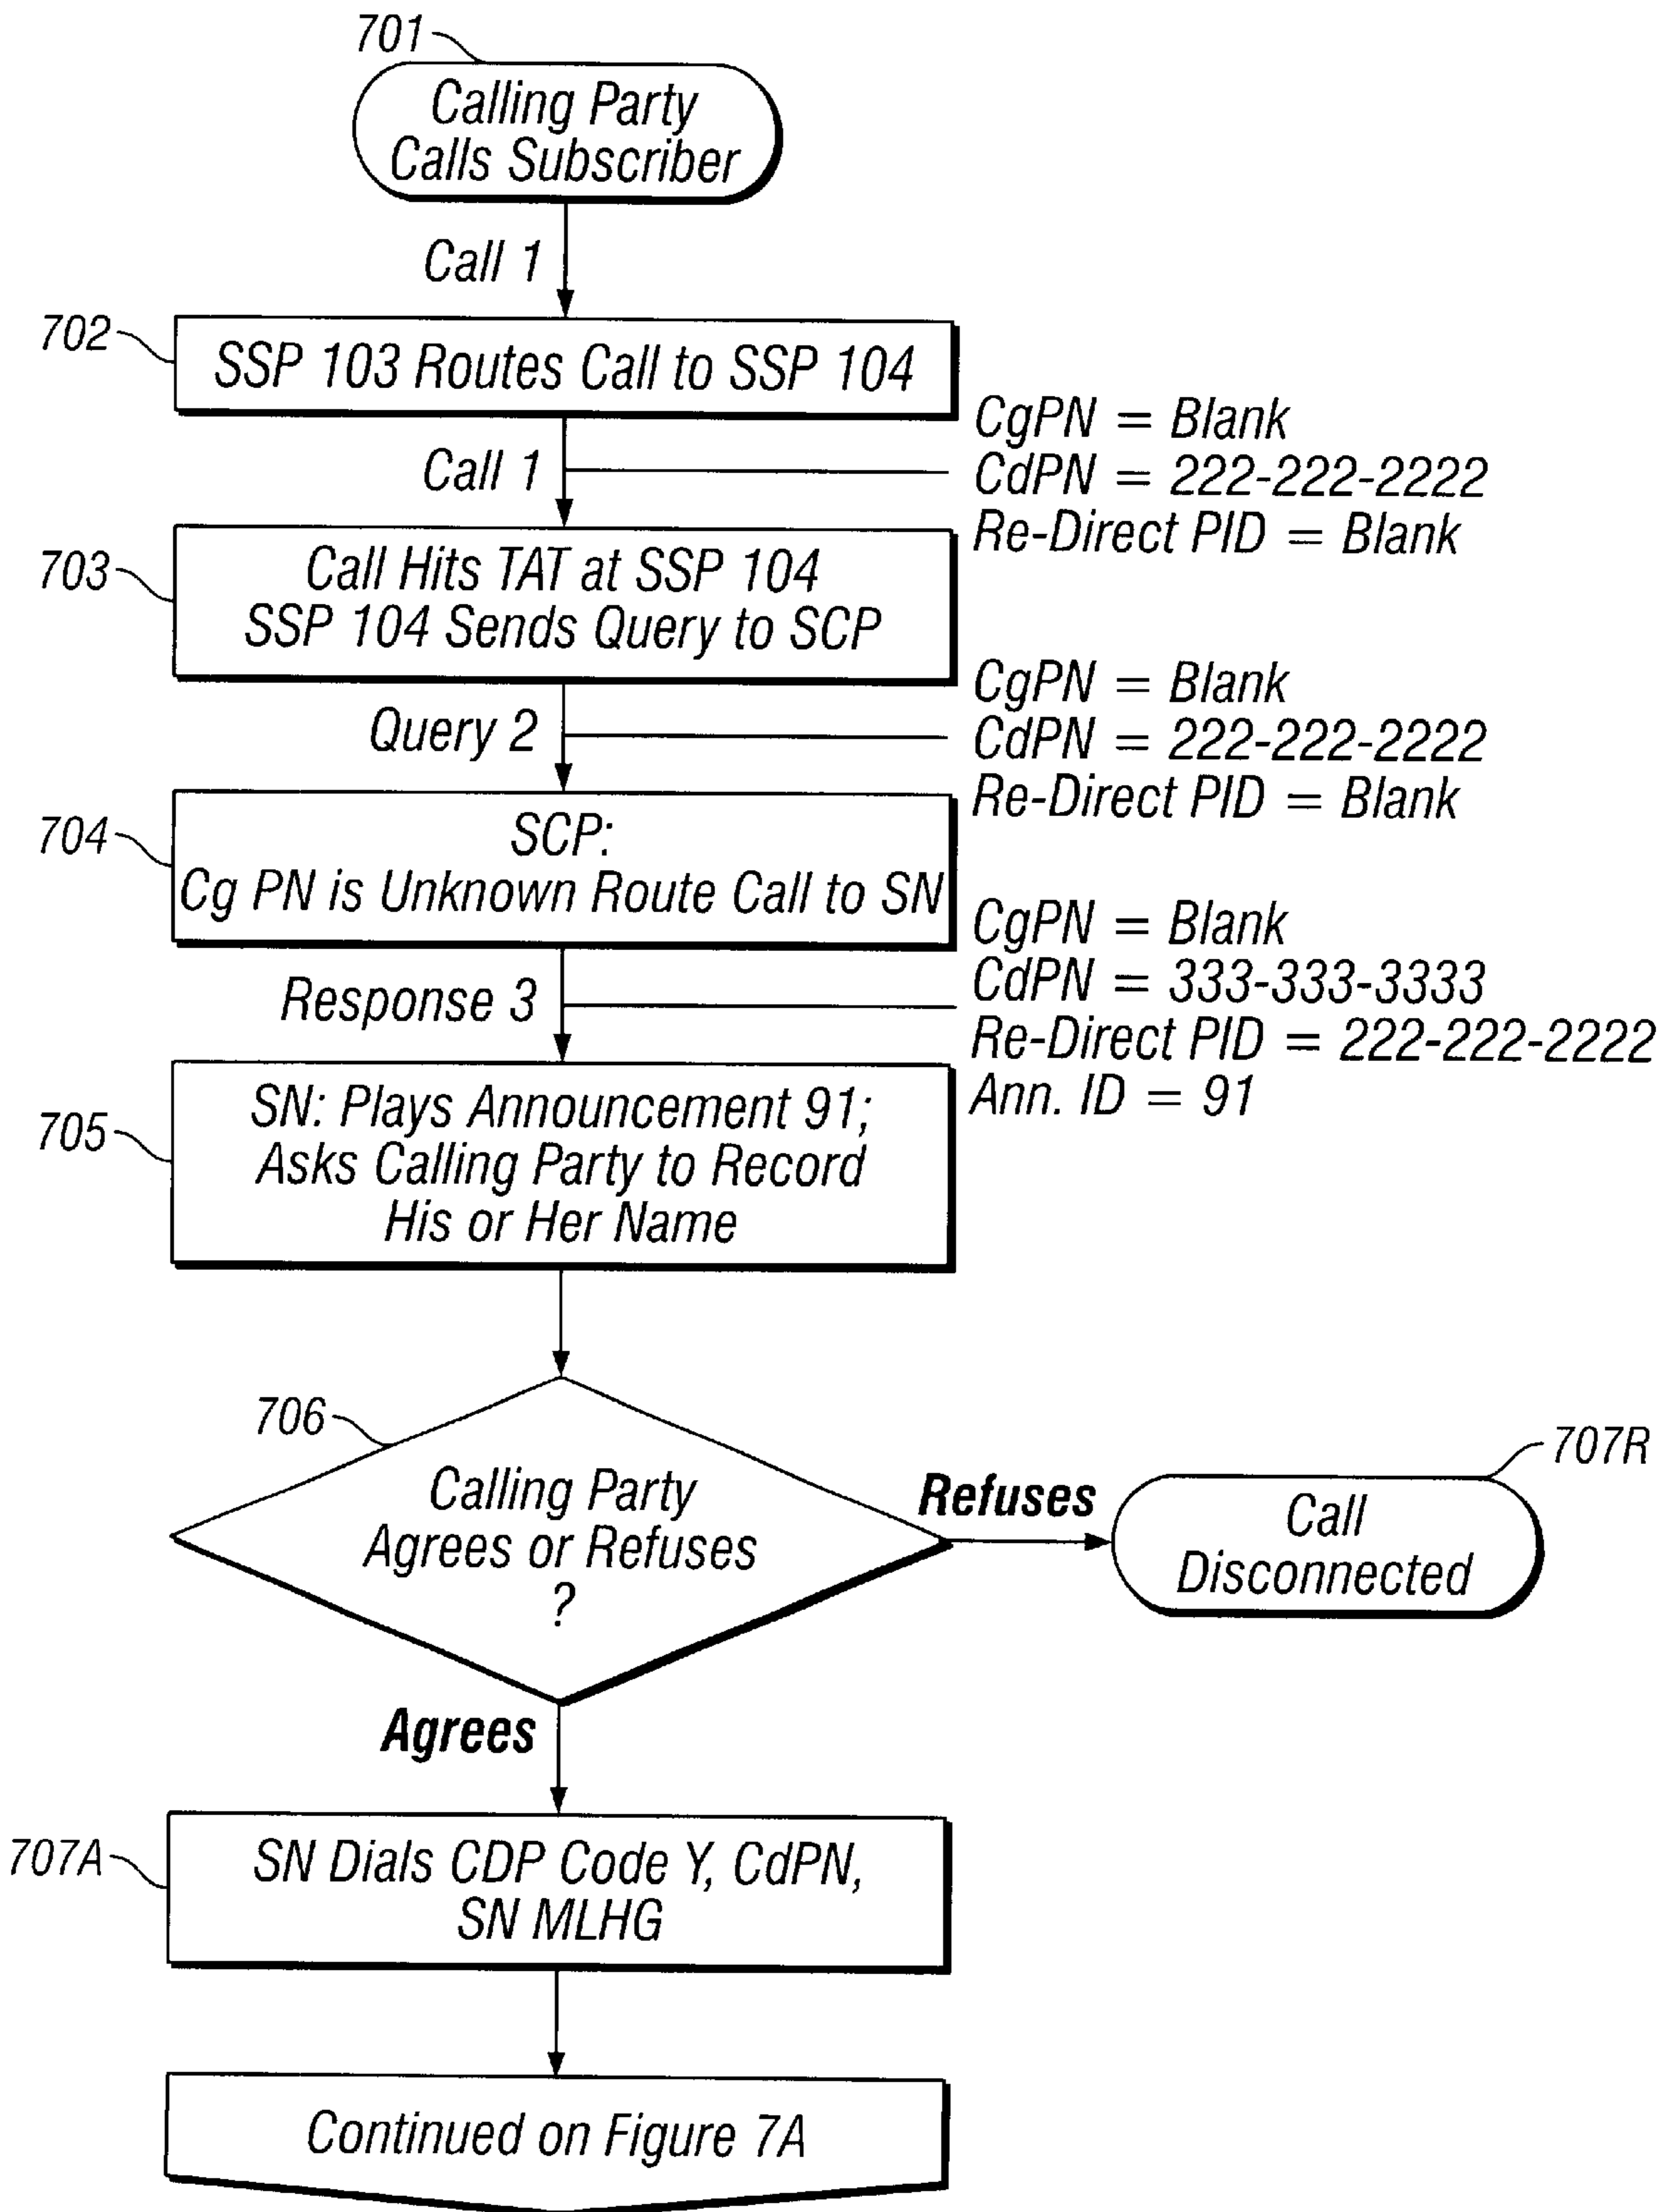 701
Calling Party
Calls Subscriber
Call 1
702
SSP 103 Routes Call to SSP 104
Call 1
CgPN = Blank
CdPN = 222-222-2222
Re-Direct PID = Blank
703
Call Hits TAT at SSP 104
SSP 104 Sends Query to SCP
Query 2
CgPN = Blank
CdPN = 222-222-2222
Re-Direct PID = Blank
704
SCP:
Cg PN is Unknown Route Call to SN
Response 3
CgPN = Blank
CdPN = 333-333-3333
Re-Direct PID = 222-222-2222
Ann. ID = 91
705
SN: Plays Announcement 91;
Asks Calling Party to Record
His or Her Name
706
Calling Party
Agrees or Refuses
?
Refuses
707R
Call
Disconnected
Agrees
707A
SN Dials CDP Code Y, CdPN,
SN MLHG
Continued on Figure 7A